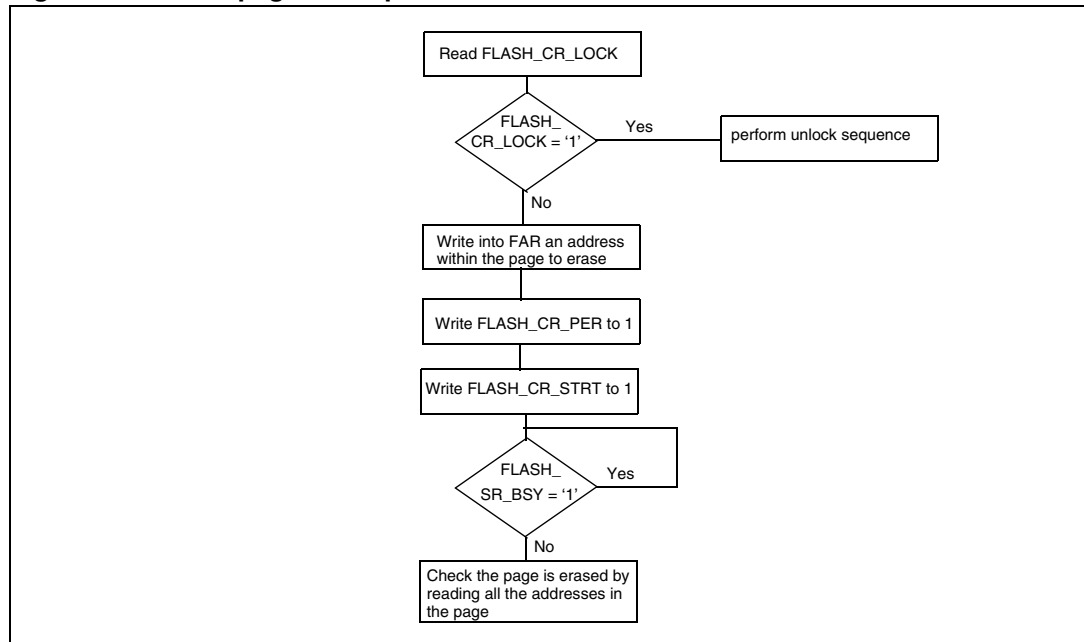 Read FLASH_CR_LOCK
FLASH_
CR_LOCK = ‘1’
Yes
perform unlock sequence
No
Write into FAR an address
within the page to erase
Write FLASH_CR_PER to 1
Write FLASH_CR_STRT to 1
FLASH_
SR_BSY = ‘1’
Yes
No
Check the page is erased by
reading all the addresses in
the page